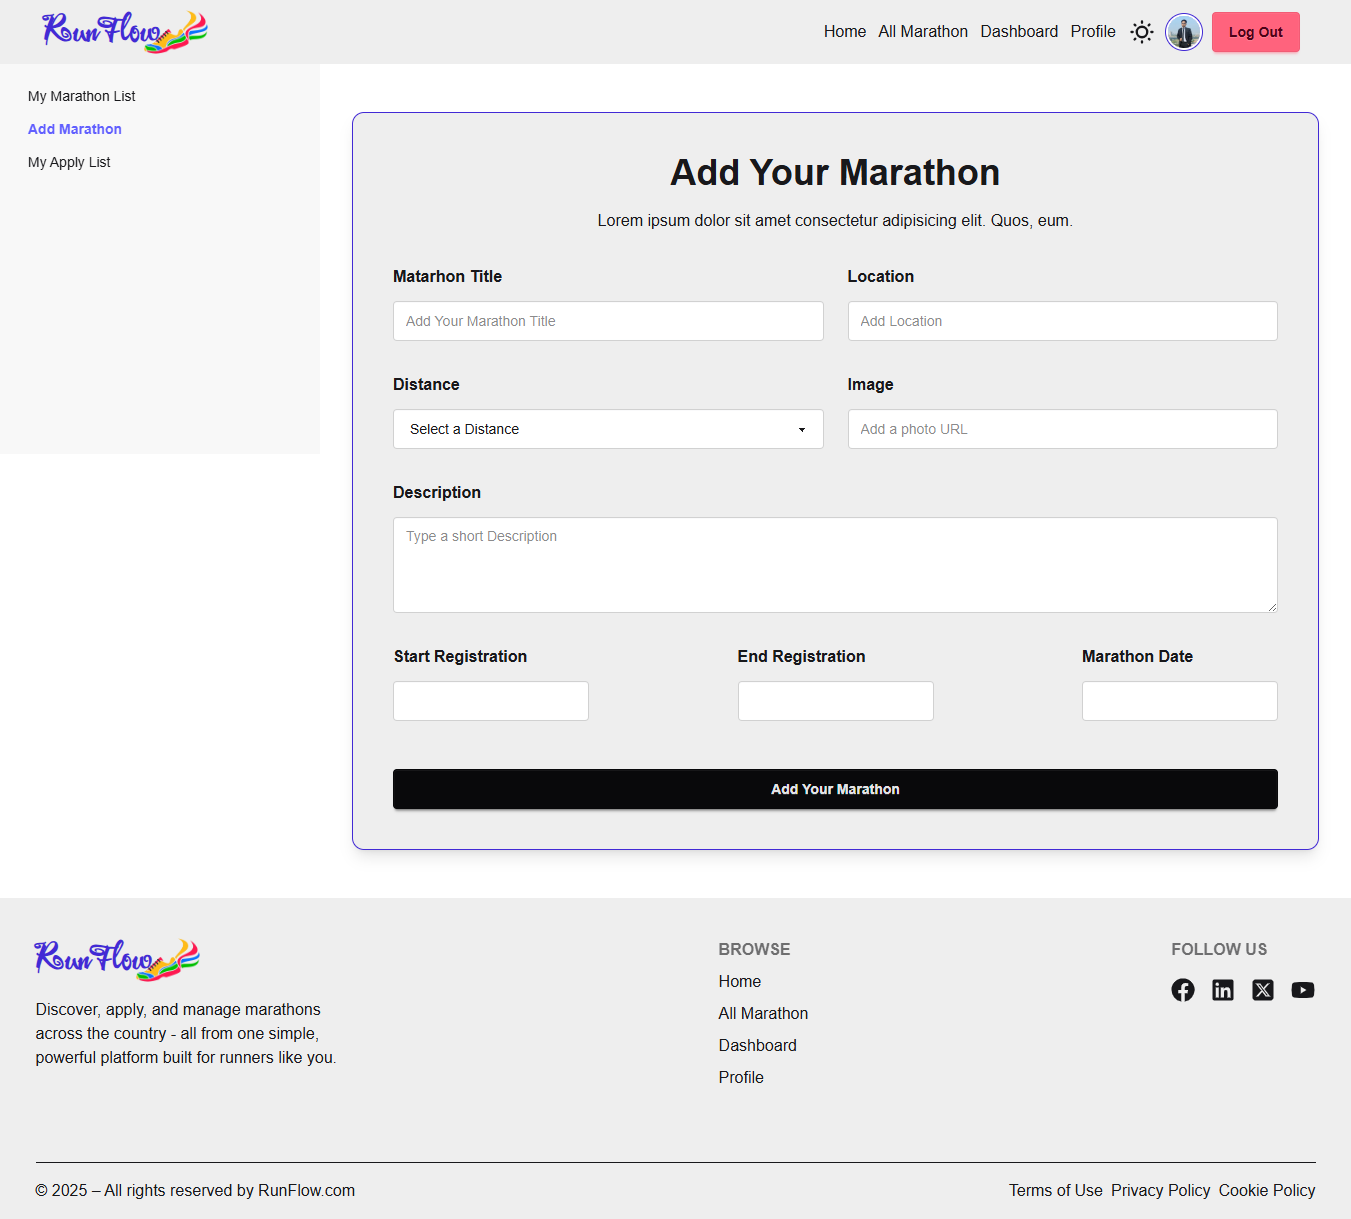 Run Flow
Home All Marathon Dashboard Profile Log Out
My Marathon List
Add Marathon
My Apply List
Add Your Marathon
Lorem ipsum dolor sit amet consectetur adipisicing elit. Quos, eum.
Matarhon Title Location
Add Your Marathon Title Add Location
Distance Image
Select a Distance Add a photo URL
Description
Type a short Description
Start Registration End Registration Marathon Date
Add Your Marathon
Run Flow
Discover, apply, and manage marathons
across the country - all from one simple,
powerful platform built for runners like you.
BROWSE
Home
All Marathon
Dashboard
Profile
FOLLOW US
© 2025 – All rights reserved by RunFlow.com
Terms of Use Privacy Policy Cookie Policy